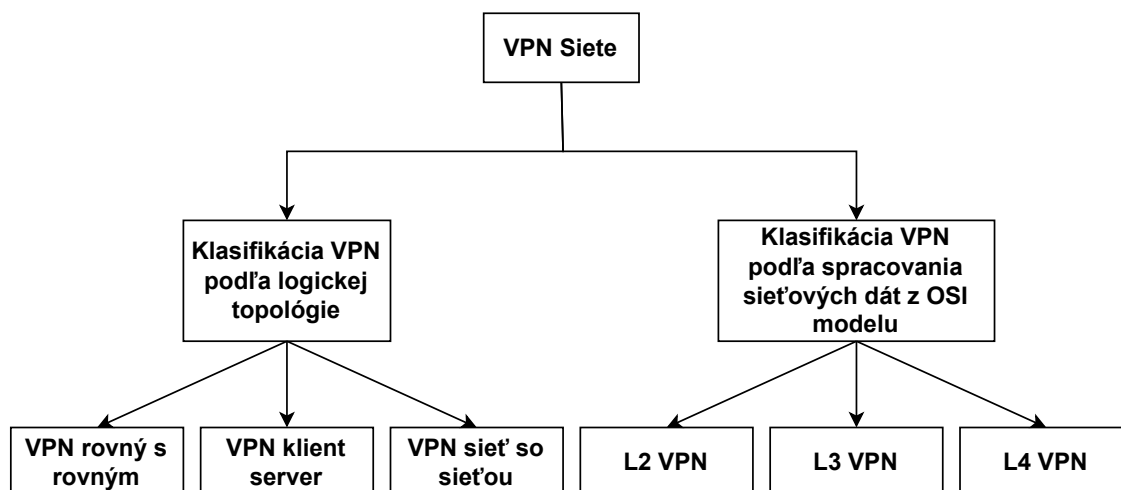 VPN Siete
Klasifikácia VPN
podľa logickej
topológie
Klasifikácia VPN
podľa spracovania
sieťových dát z OSI
modelu
VPN rovný s
rovným
VPN klient
server
VPN sieť so
sieťou
L2 VPN
L3 VPN
L4 VPN